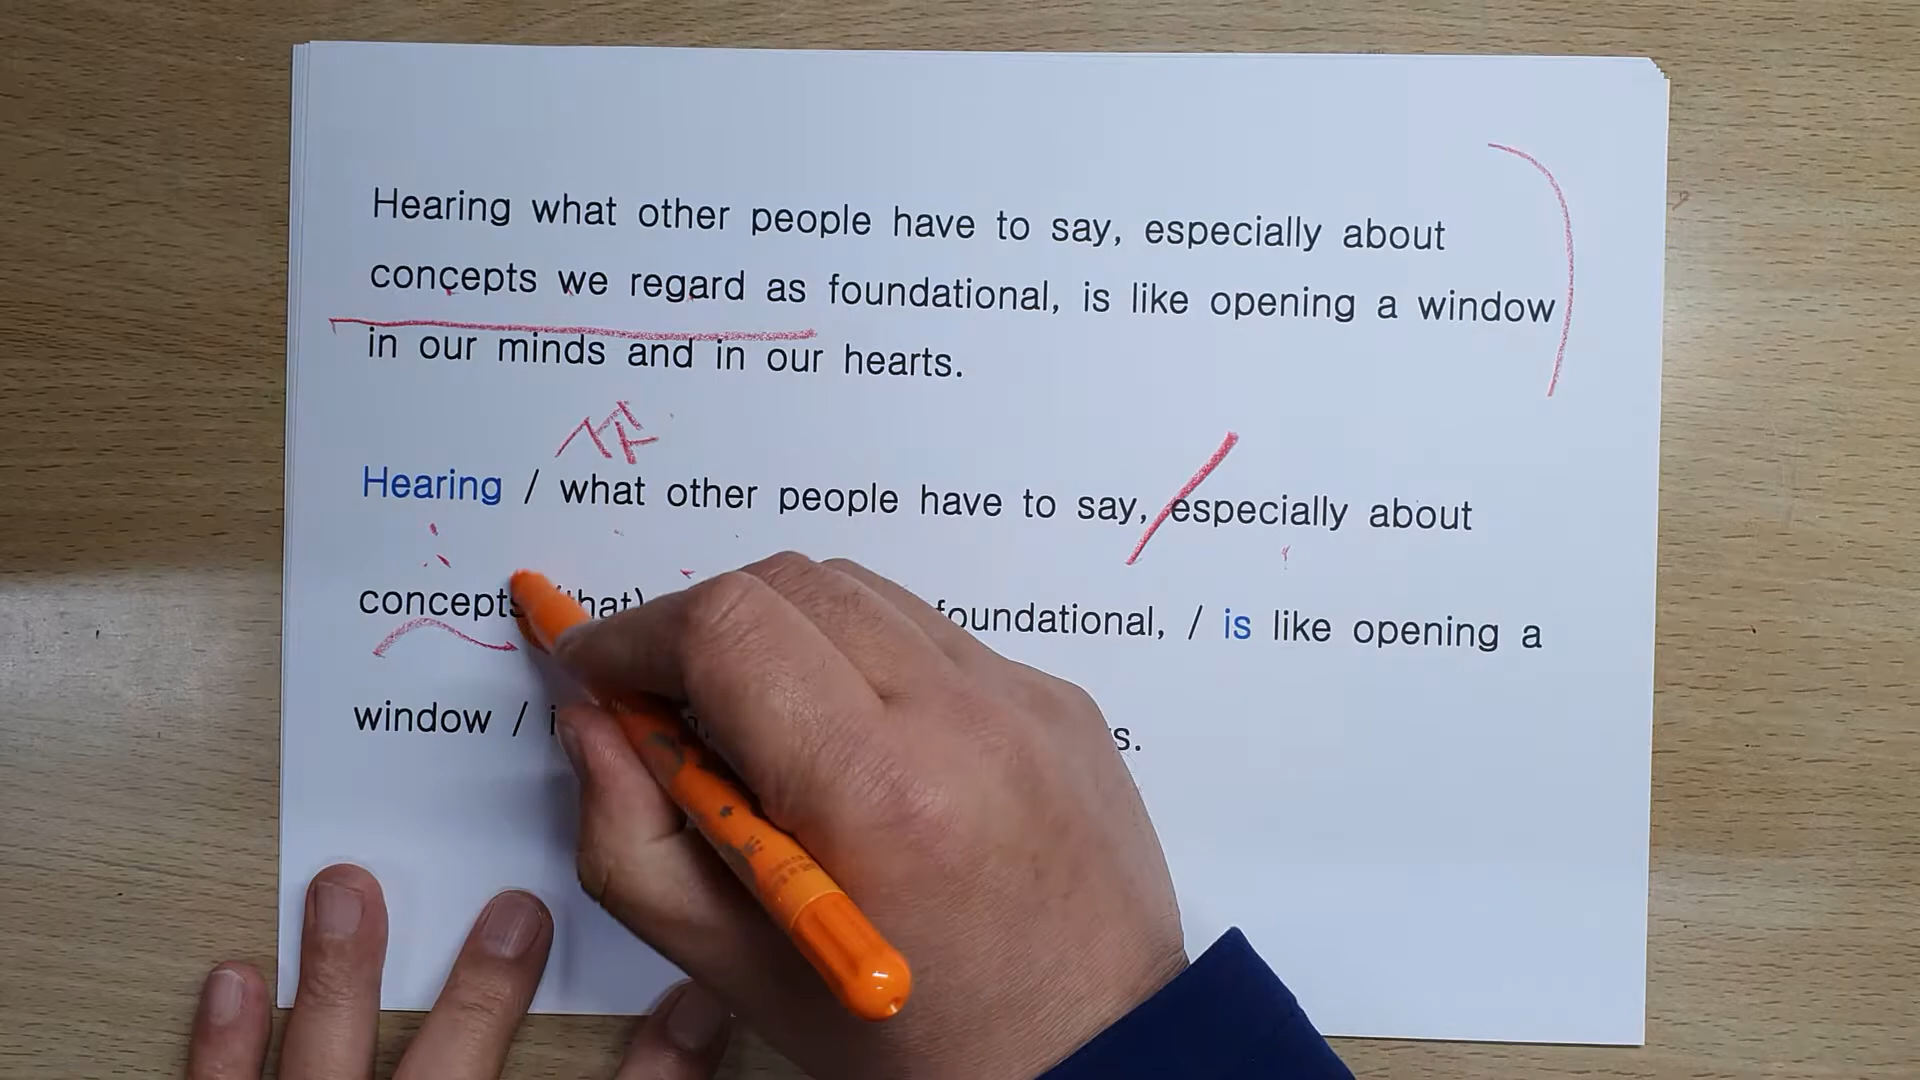 Hearing what other people have to say, especially about
concepts we regard as foundational, is like opening a window
in our minds and in our hearts.
Hearing / what other people have to say, especially about
concepts that) foundational, / is like opening a
window /